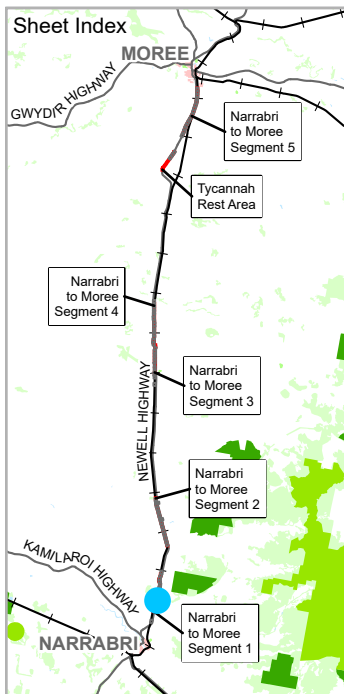 Sheet Index
MOREE
GWYDIR HIGHWAY
Narrabri
to Moree
Segment 5
Tycannah
Rest Area
Narrabri
to Moree
Segment 4
Narrabri
to Moree
Segment 3
NEWELL HIGHWAY
Narrabri
to Moree
Segment 2
KAMILAROI HIGHWAY
Narrabri
to Moree
Segment 1
NARRABRI